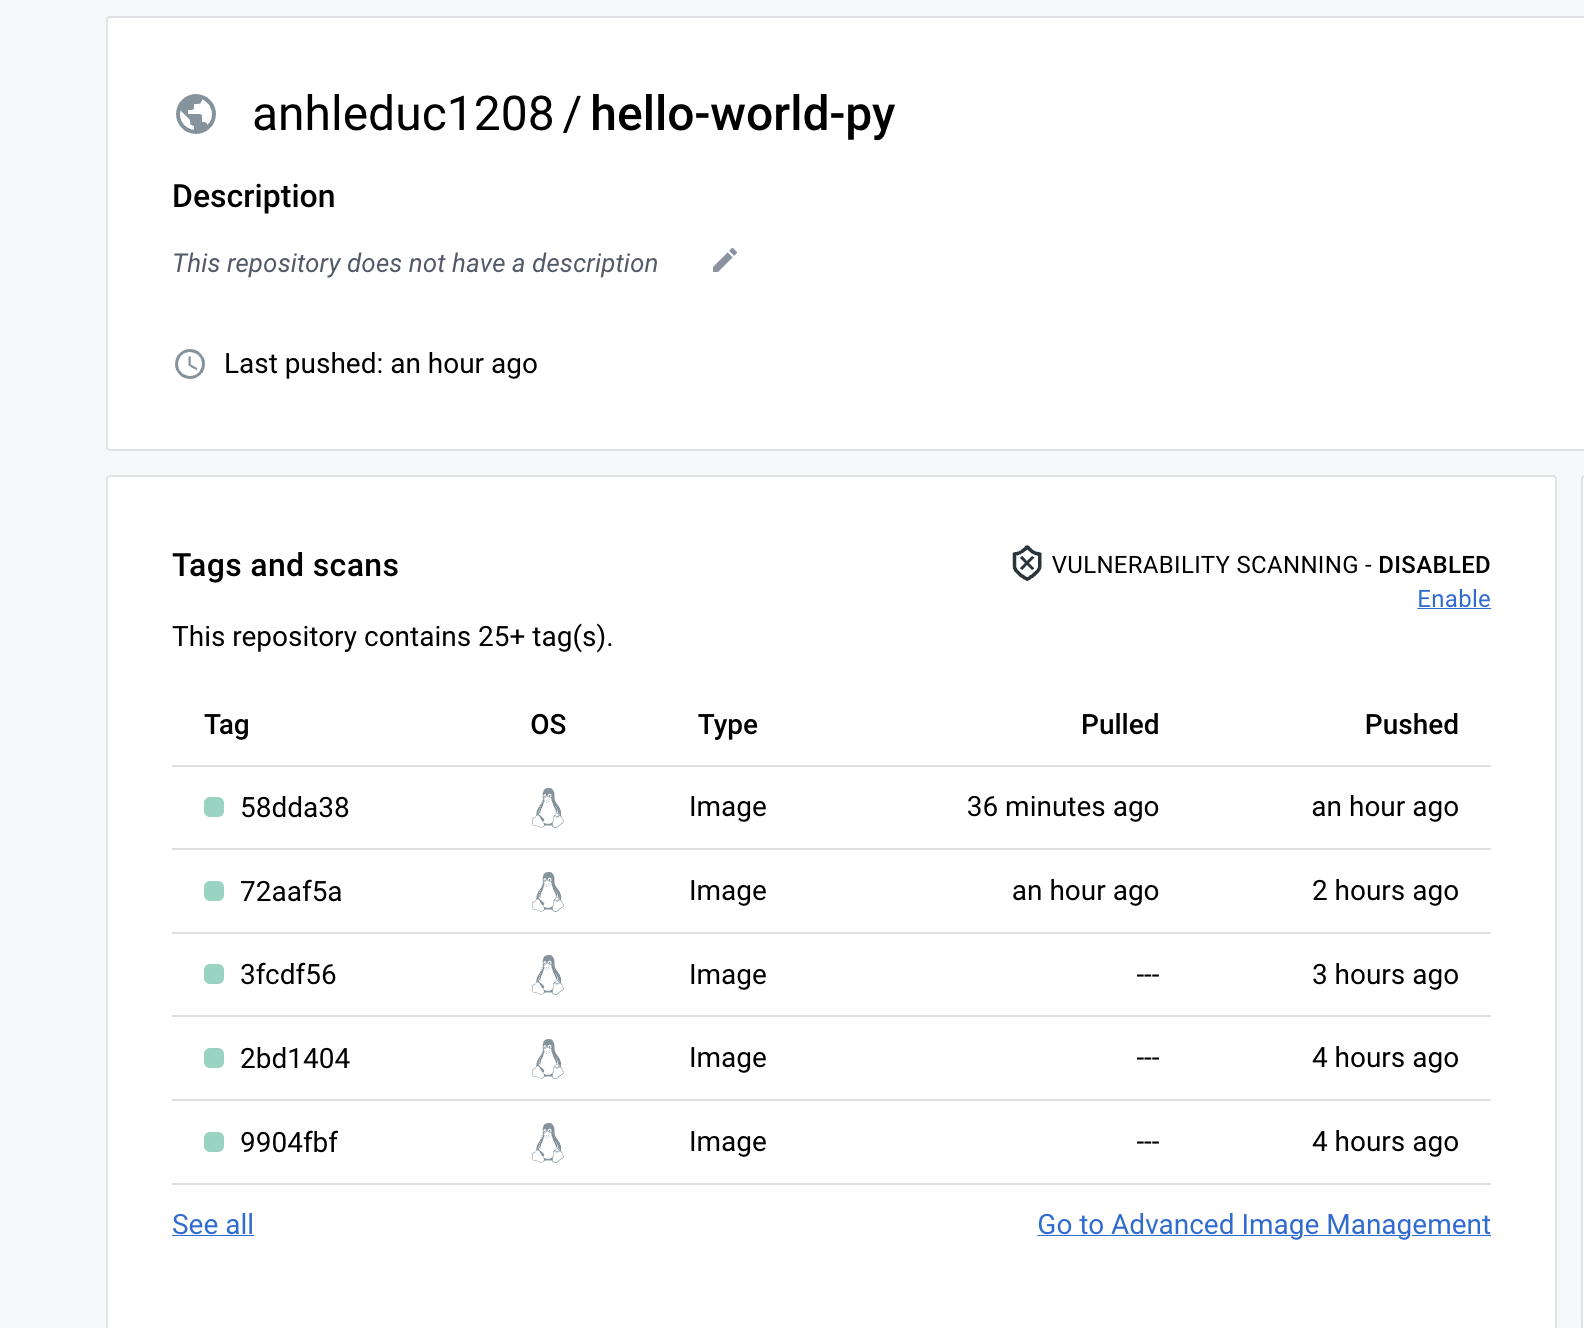 anhleduc1208 / hello-world-py
Description
This repository does not have a description
Last pushed: an hour ago
Tags and scans
VULNERABILITY SCANNING - DISABLED
Enable
This repository contains 25+ tag(s).
Tag OS Type Pulled Pushed
58dda38 Image 36 minutes ago an hour ago
72aaf5a Image an hour ago 2 hours ago
3fcdf56 Image --- 3 hours ago
2bd1404 Image --- 4 hours ago
9904fbf Image --- 4 hours ago
See all Go to Advanced Image Management